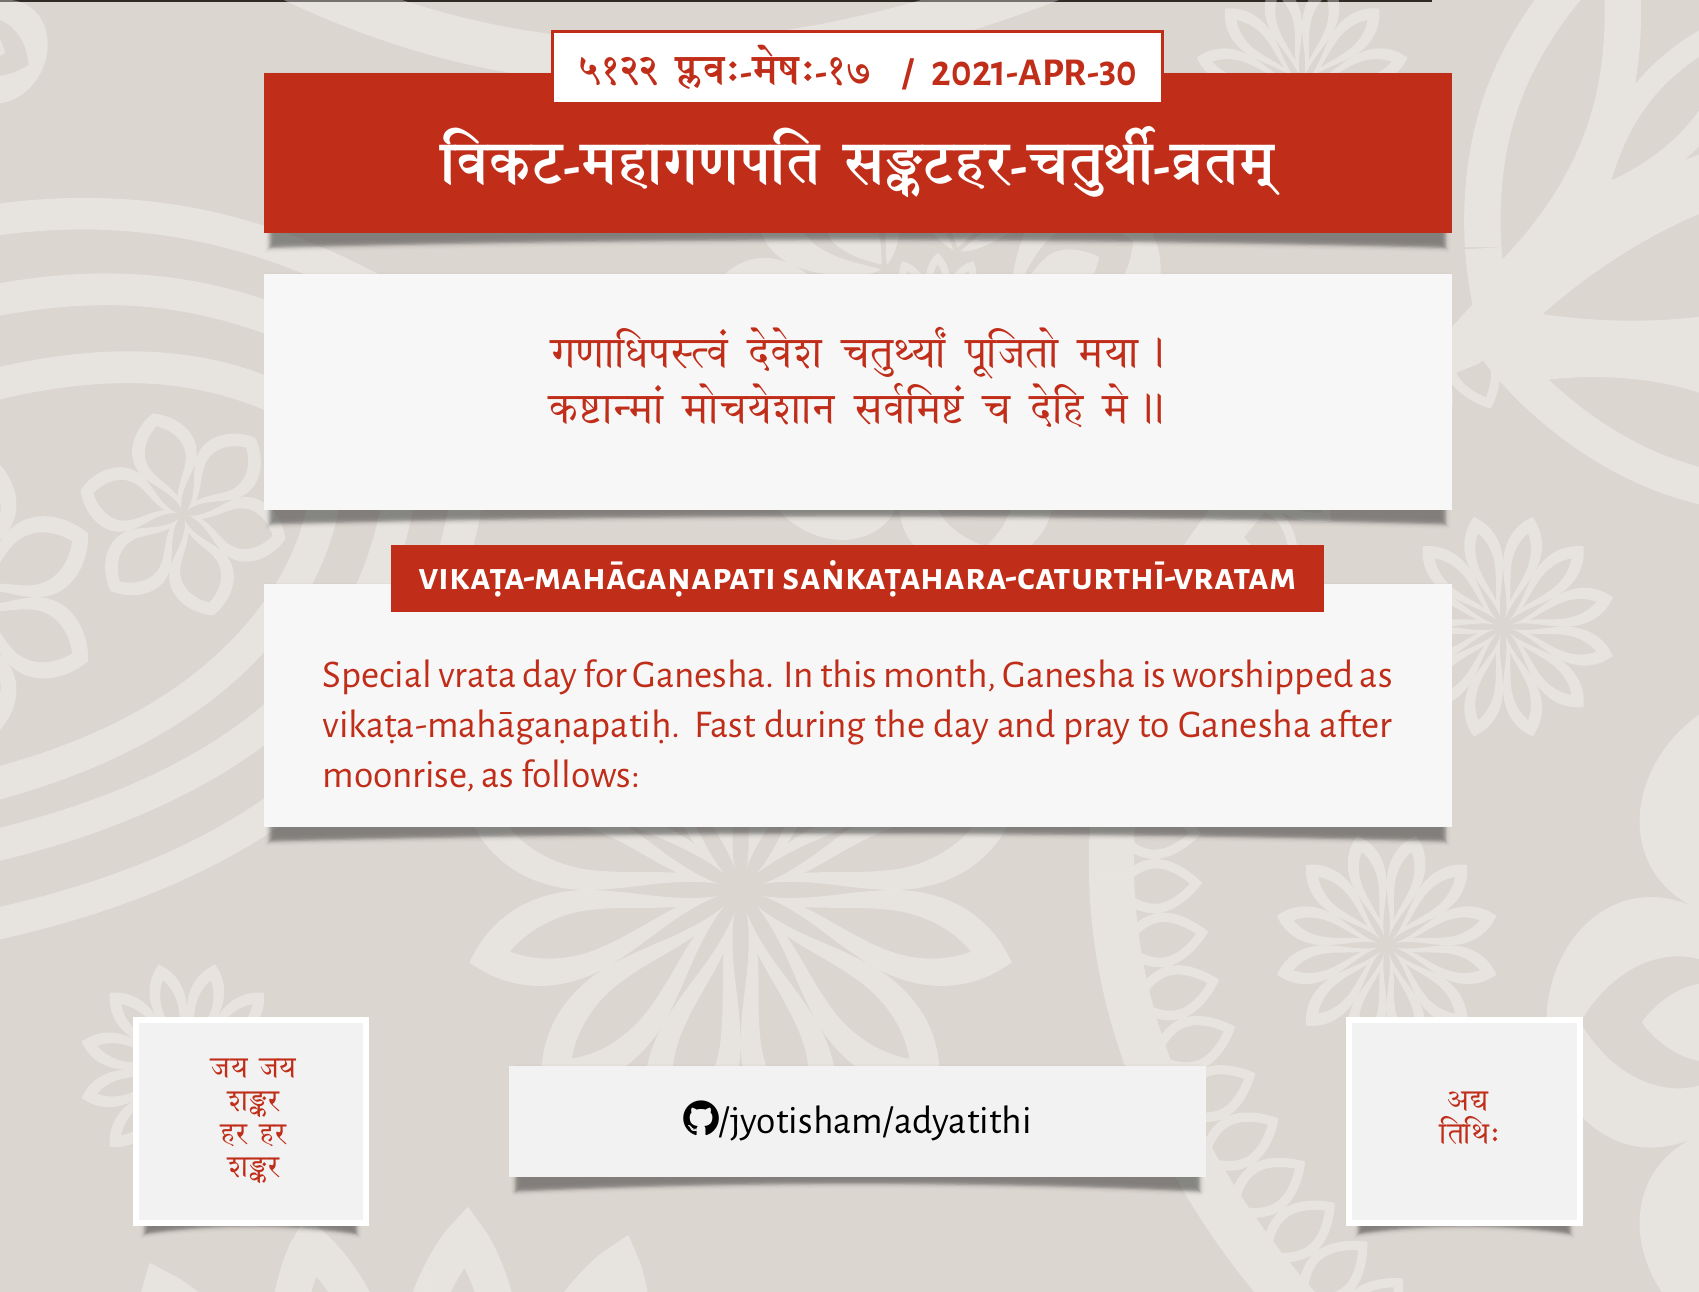 ५१२२ प्लवः-मेषः-१७ / 2021-APR-30
विकट-महागणपति सङ्कटहर-चतुर्थी-व्रतम्
गणाधिपस्त्वं देवेश चतुर्थ्यां पूजितो मया।
कष्टान्मां मोचयेशान सर्वमिष्टं च देहि मे॥
VIKAṬA-MAHĀGAṆAPATI SAṄKAṬAHARA-CATURTHĪ-VRATAM
Special vrata day for Ganesha. In this month, Ganesha is worshipped as
vikaṭa-mahāgaṇapatiḥ. Fast during the day and pray to Ganesha after
moonrise, as follows:
जय जय
शङ्कर
हर हर
शङ्कर
/jyotisham/adyatithi
अद्य
तिथिः